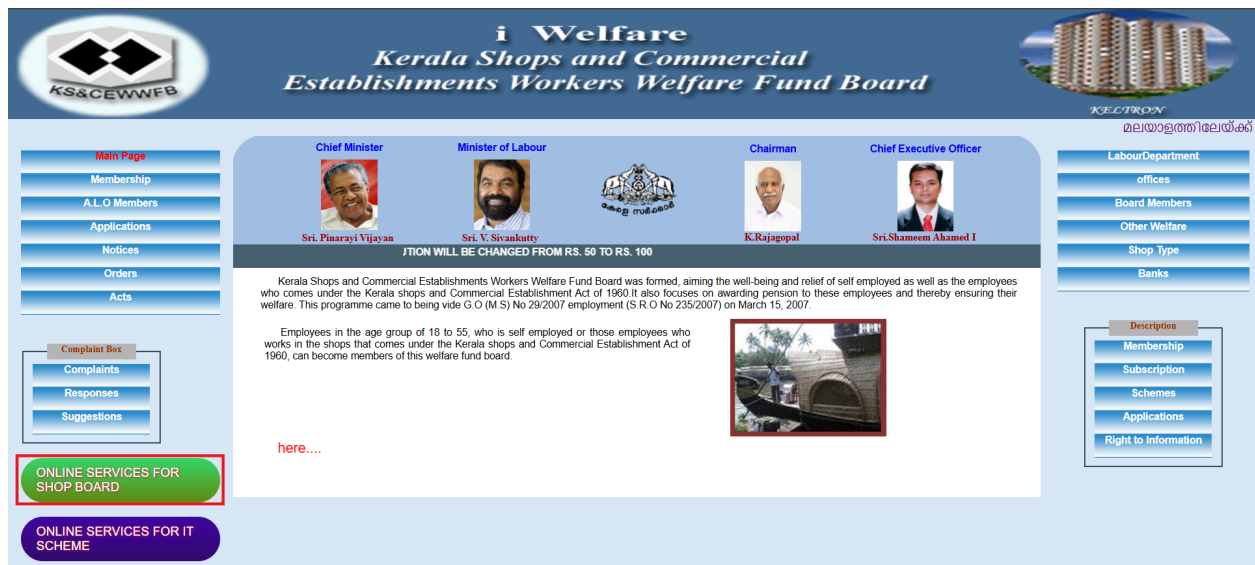 i Welfare
Kerala Shops and Commercial
Establishments Workers Welfare Fund Board
KS&CEWWFB
KELTRON
മലയാളത്തിലേയ്ക്ക്
Main Page
Membership
A.L.O Members
Applications
Notices
Orders
Acts
Complaint Box
Complaints
Responses
Suggestions
ONLINE SERVICES FOR
SHOP BOARD
ONLINE SERVICES FOR IT
SCHEME
Chief Minister
Minister of Labour
Chairman
Chief Executive Officer
കേരള സർക്കാർ
Sri. Pinarayi Vijayan
Sri. V. Sivankutty
K.Rajagopal
Sri.Shameem Ahamed I
JTION WILL BE CHANGED FROM RS. 50 TO RS. 100
Kerala Shops and Commercial Establishments Workers Welfare Fund Board was formed, aiming the well-being and relief of self employed as well as the employees
who comes under the Kerala shops and Commercial Establishment Act of 1960.It also focuses on awarding pension to these employees and thereby ensuring their
welfare. This programme came to being vide G.O (M.S) No 29/2007 employment (S.R.O No 235/2007) on March 15, 2007.
Employees in the age group of 18 to 55, who is self employed or those employees who
works in the shops that comes under the Kerala shops and Commercial Establishment Act of
1960, can become members of this welfare fund board.
here....
LabourDepartment
offices
Board Members
Other Welfare
Shop Type
Banks
Description
Membership
Subscription
Schemes
Applications
Right to Information